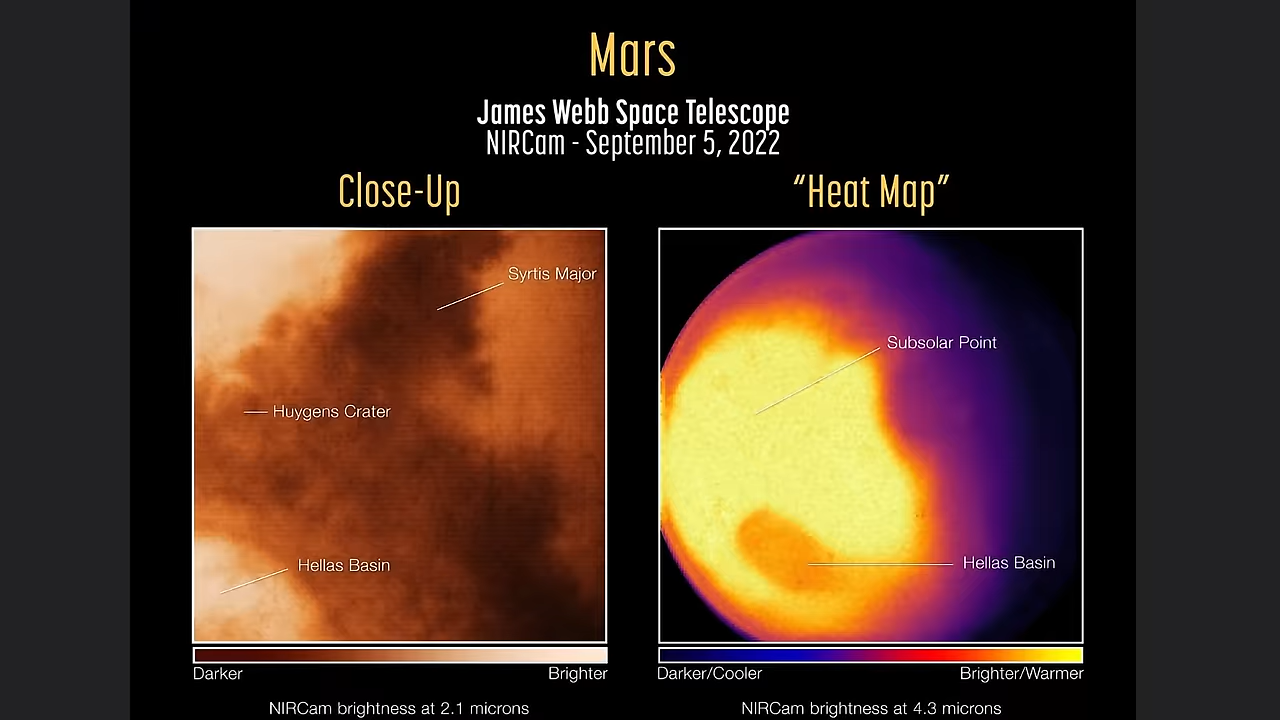 Mars
James Webb Space Telescope
NIRCam - September 5, 2022
Close-Up
Syrtis Major
Huygens Crater
Hellas Basin
Darker
Brighter
NIRCam brightness at 2.1 microns
“Heat Map”
Subsolar Point
Hellas Basin
Darker/Cooler
Brighter/Warmer
NIRCam brightness at 4.3 microns